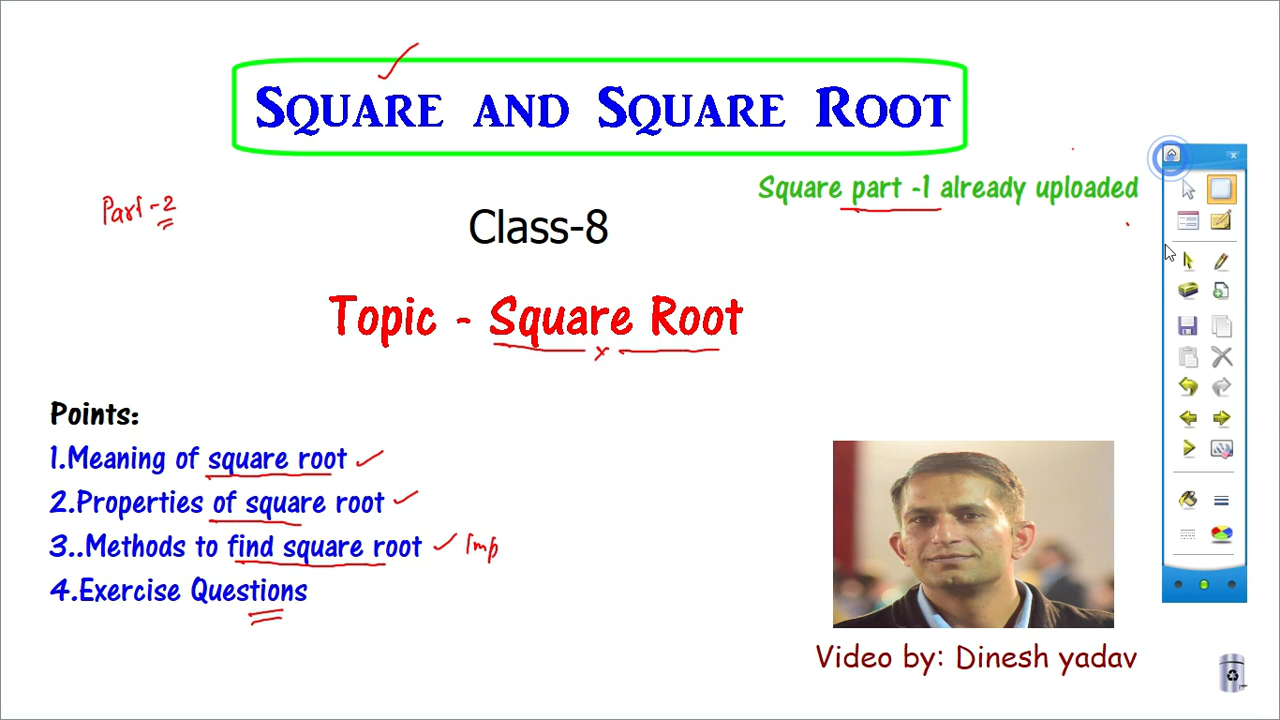 SQUARE AND SQUARE ROOT
Square part -1 already uploaded
Part-2
Class-8
Topic - Square Root
Points:
1.Meaning of square root
2.Properties of square root
3..Methods to find square root Imp
4.Exercise Questions
Video by: Dinesh yadav